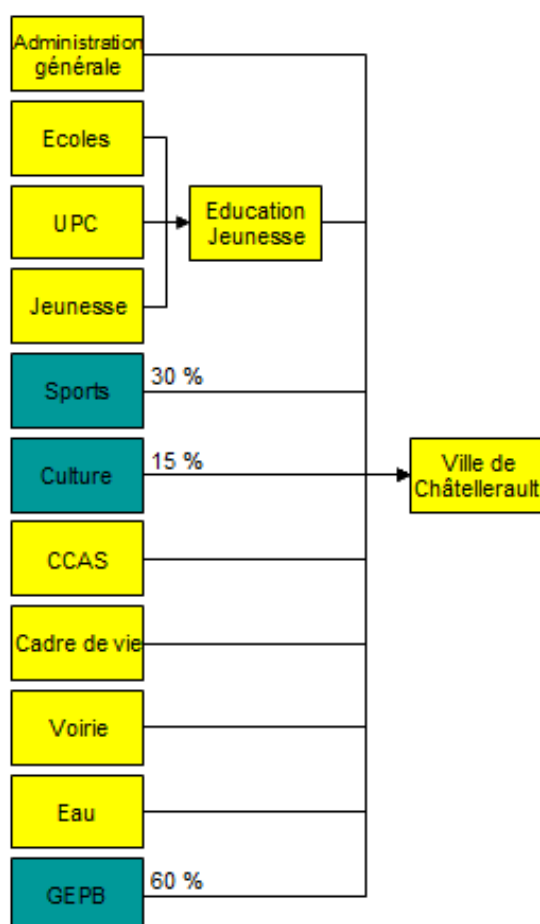 Administration
générale
Ecoles
UPC
Education
Jeunesse
Jeunesse
Sports
30 %
Culture
15 %
Ville de
Châtellerault
CCAS
Cadre de vie
Voirie
Eau
GEPB
60 %